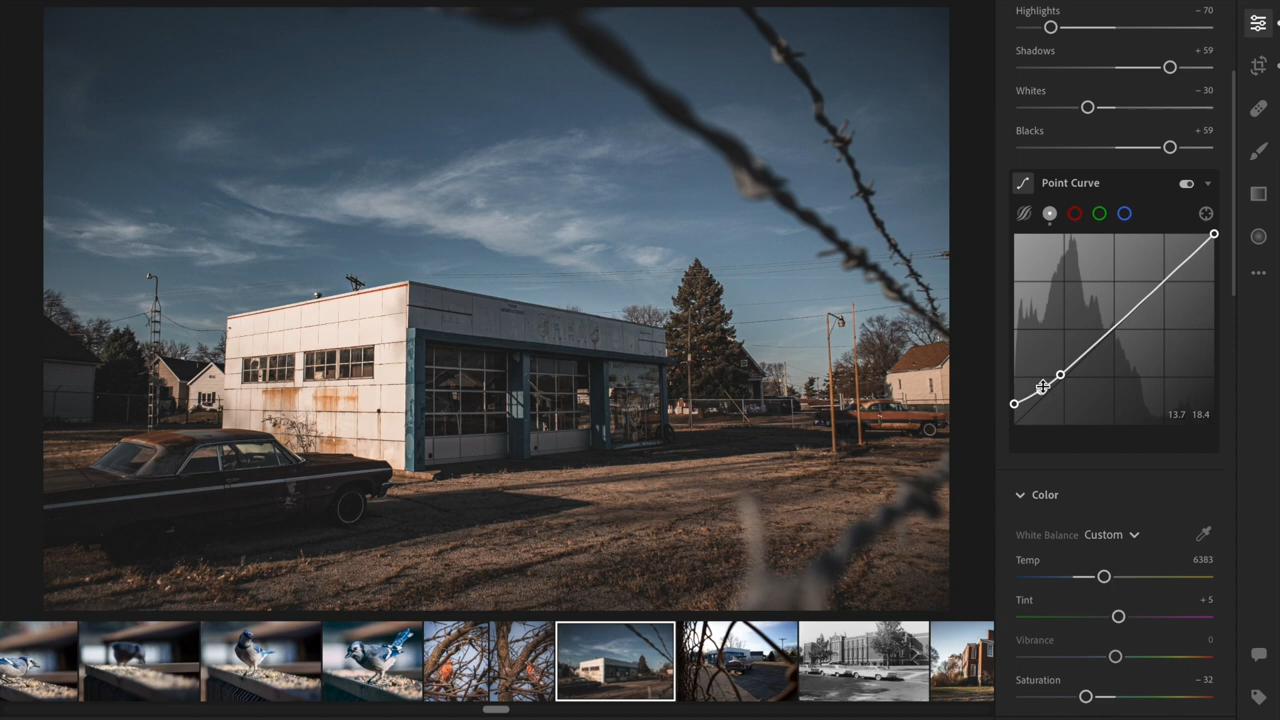 Highlights - 70
Shadows + 59
Whites - 30
Blacks + 59
Point Curve
13.7 18.4
Color
White Balance Custom
Temp 6383
Tint + 5
Vibrance 0
Saturation - 32